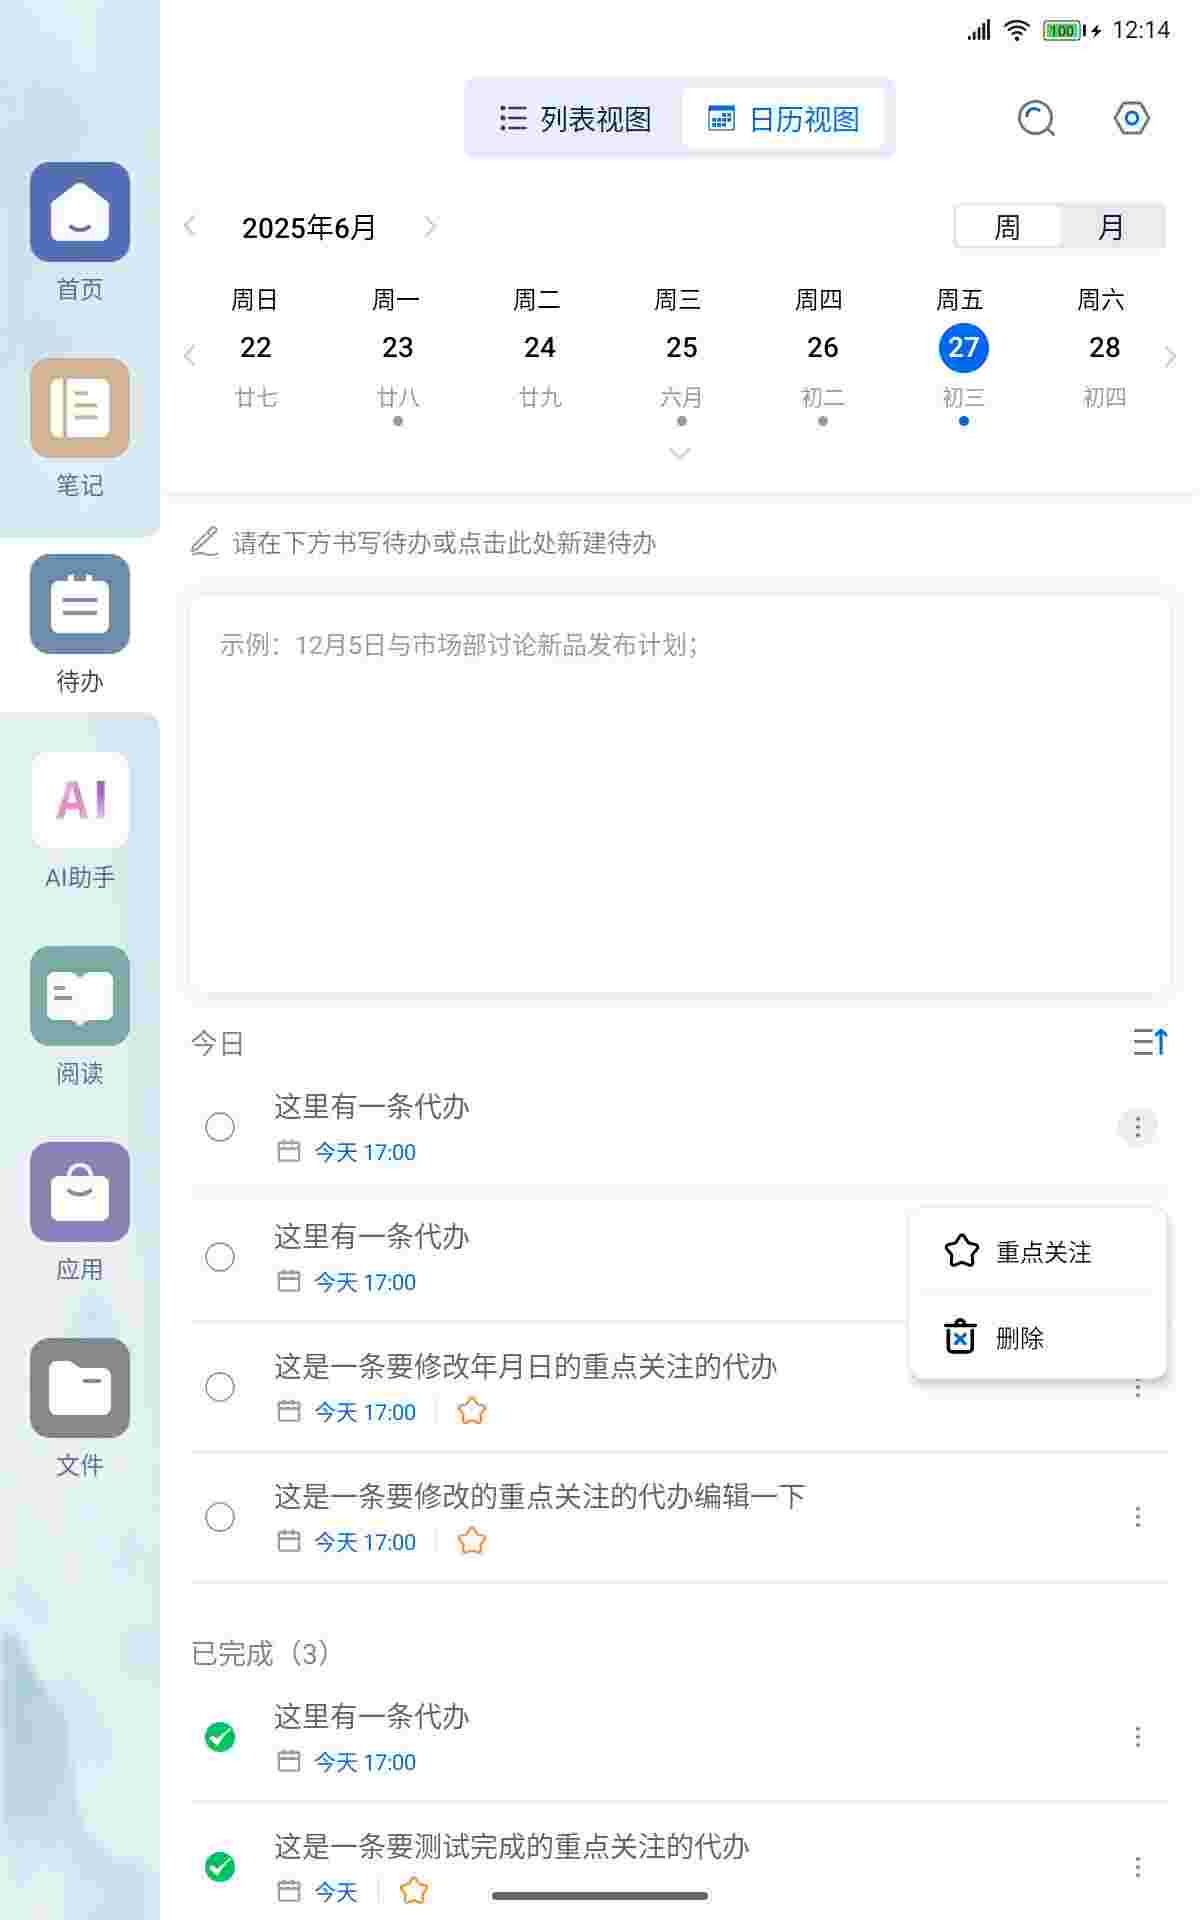 100 12:14
列表视图 日历视图
首页
笔记
待办
AI
AI助手
阅读
应用
文件
2025年6月 周 月
周日 周一 周二 周三 周四 周五 周六
22 23 24 25 26 27 28
廿七 廿八 廿九 六月 初二 初三 初四
请在下方书写待办或点击此处新建待办
示例：12月5日与市场部讨论新品发布计划；
今日
这里有一条代办
今天 17:00
这里有一条代办
今天 17:00
重点关注
删除
这是一条要修改年月日的重点关注的代办
今天 17:00
这是一条要修改的重点关注的代办编辑一下
今天 17:00
已完成（3）
这里有一条代办
今天 17:00
这是一条要测试完成的重点关注的代办
今天